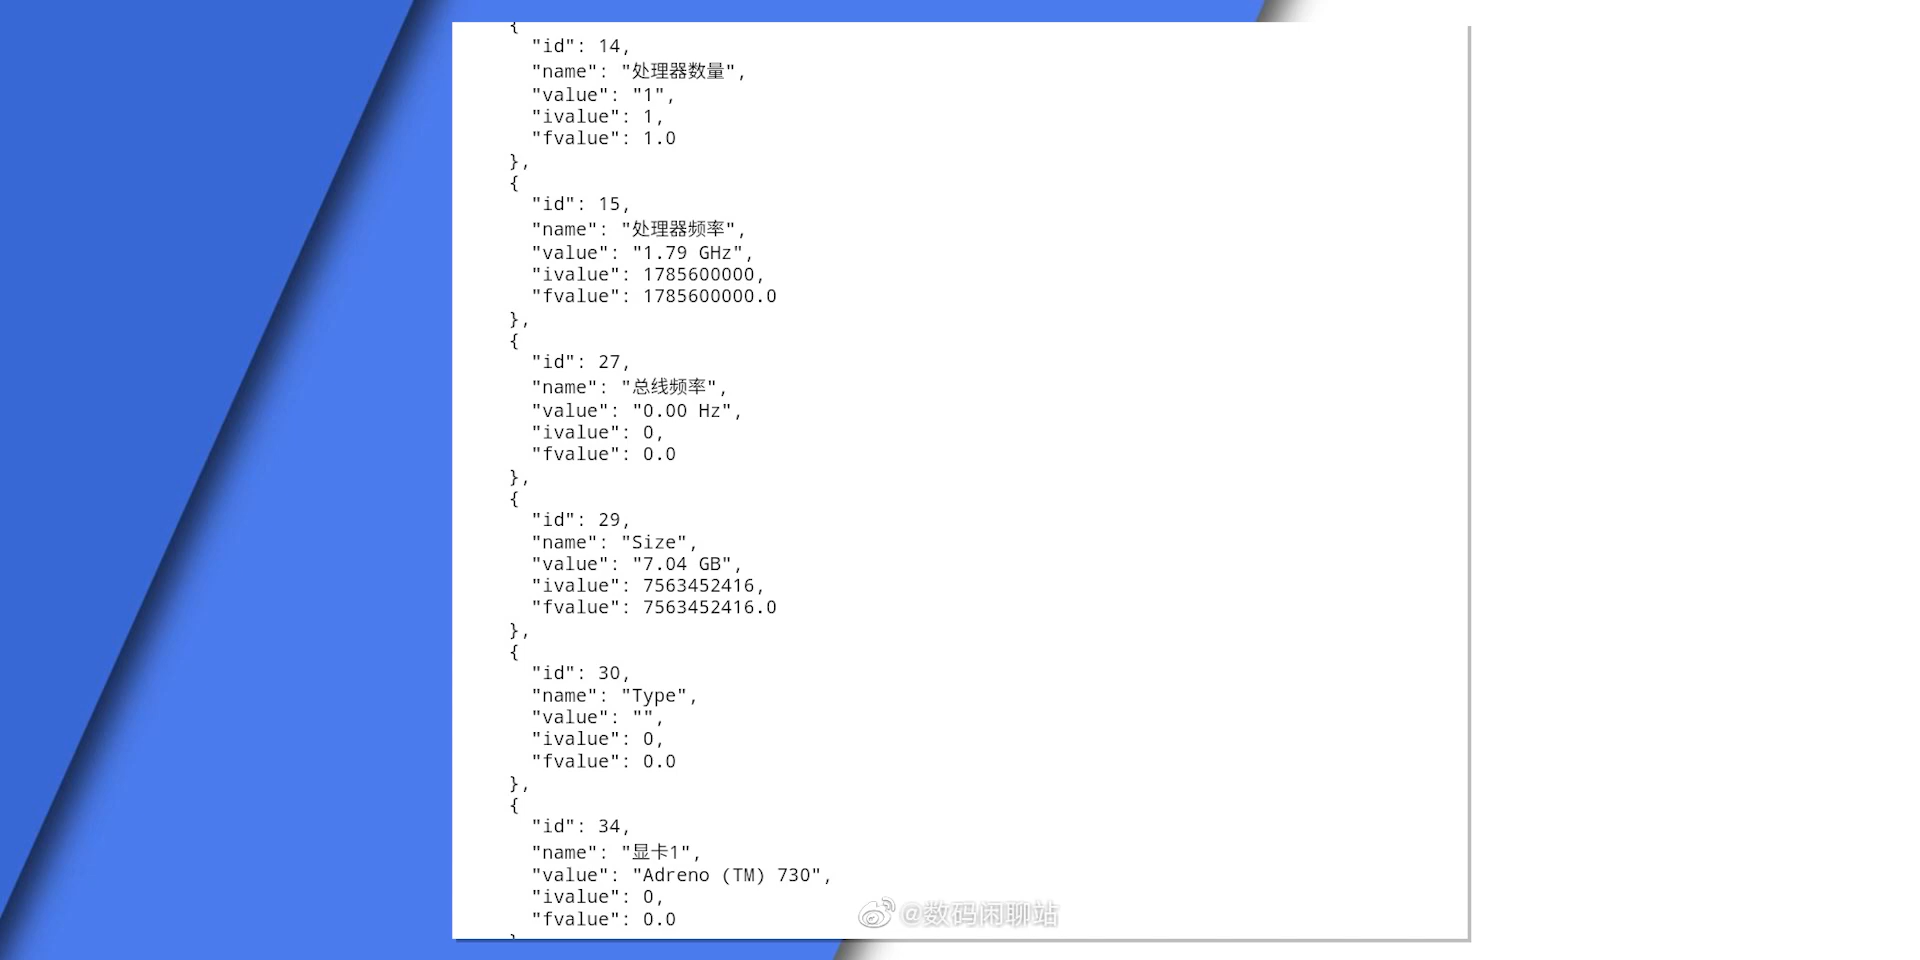 {
"id": 14,
"name": "处理器数量",
"value": "1",
"ivalue": 1,
"fvalue": 1.0
},
{
"id": 15,
"name": "处理器频率",
"value": "1.79 GHz",
"ivalue": 1785600000,
"fvalue": 1785600000.0
},
{
"id": 27,
"name": "总线频率",
"value": "0.00 Hz",
"ivalue": 0,
"fvalue": 0.0
},
{
"id": 29,
"name": "Size",
"value": "7.04 GB",
"ivalue": 7563452416,
"fvalue": 7563452416.0
},
{
"id": 30,
"name": "Type",
"value": "",
"ivalue": 0,
"fvalue": 0.0
},
{
"id": 34,
"name": "显卡1",
"value": "Adreno (TM) 730",
"ivalue": 0,
"fvalue": 0.0
@数码闲聊站